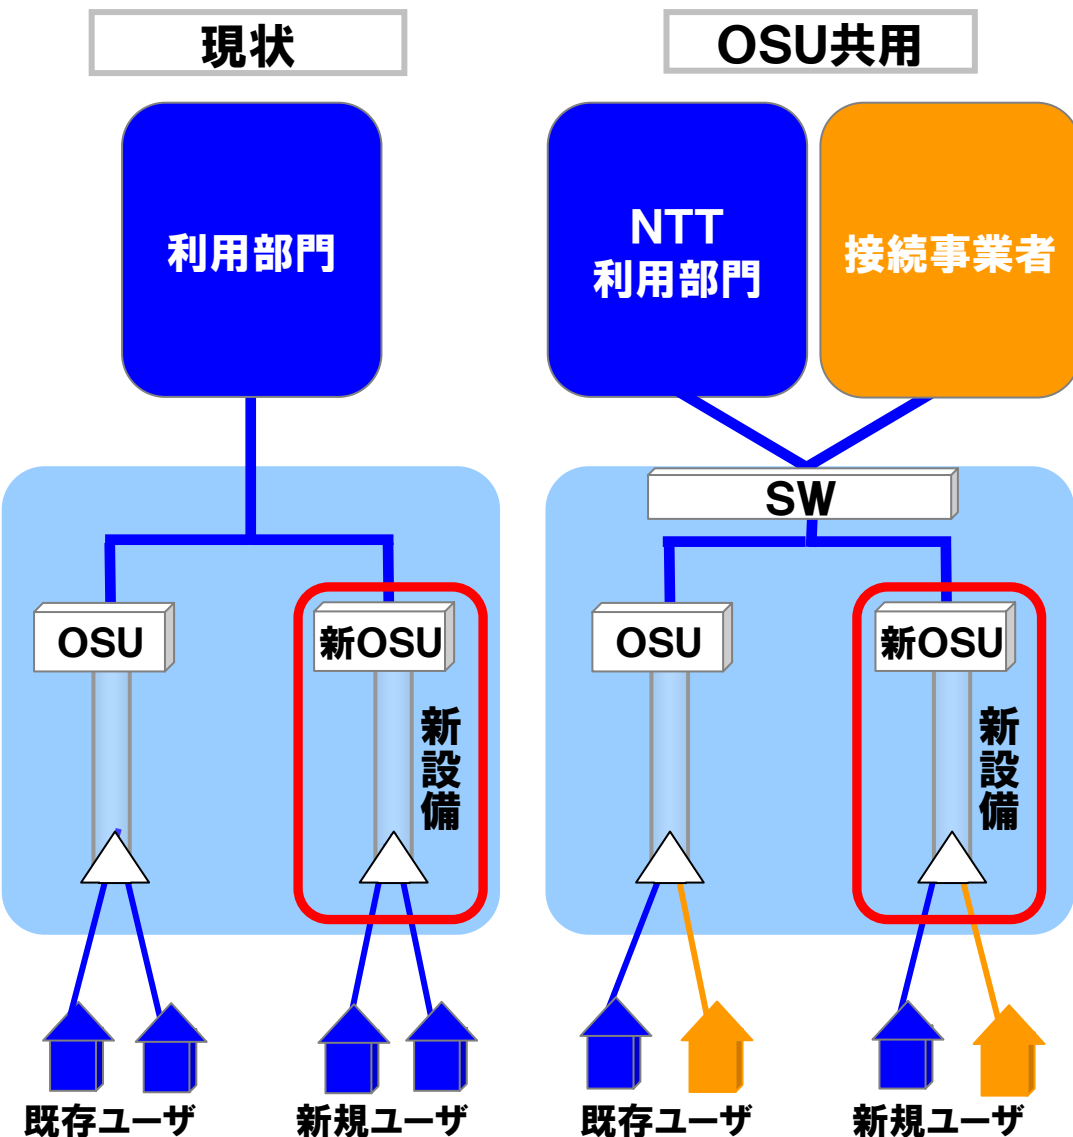 現状
利用部門
OSU
新OSU
新設備
既存ユーザ
新規ユーザ
OSU共用
NTT
利用部門
接続事業者
SW
OSU
新OSU
新設備
既存ユーザ
新規ユーザ